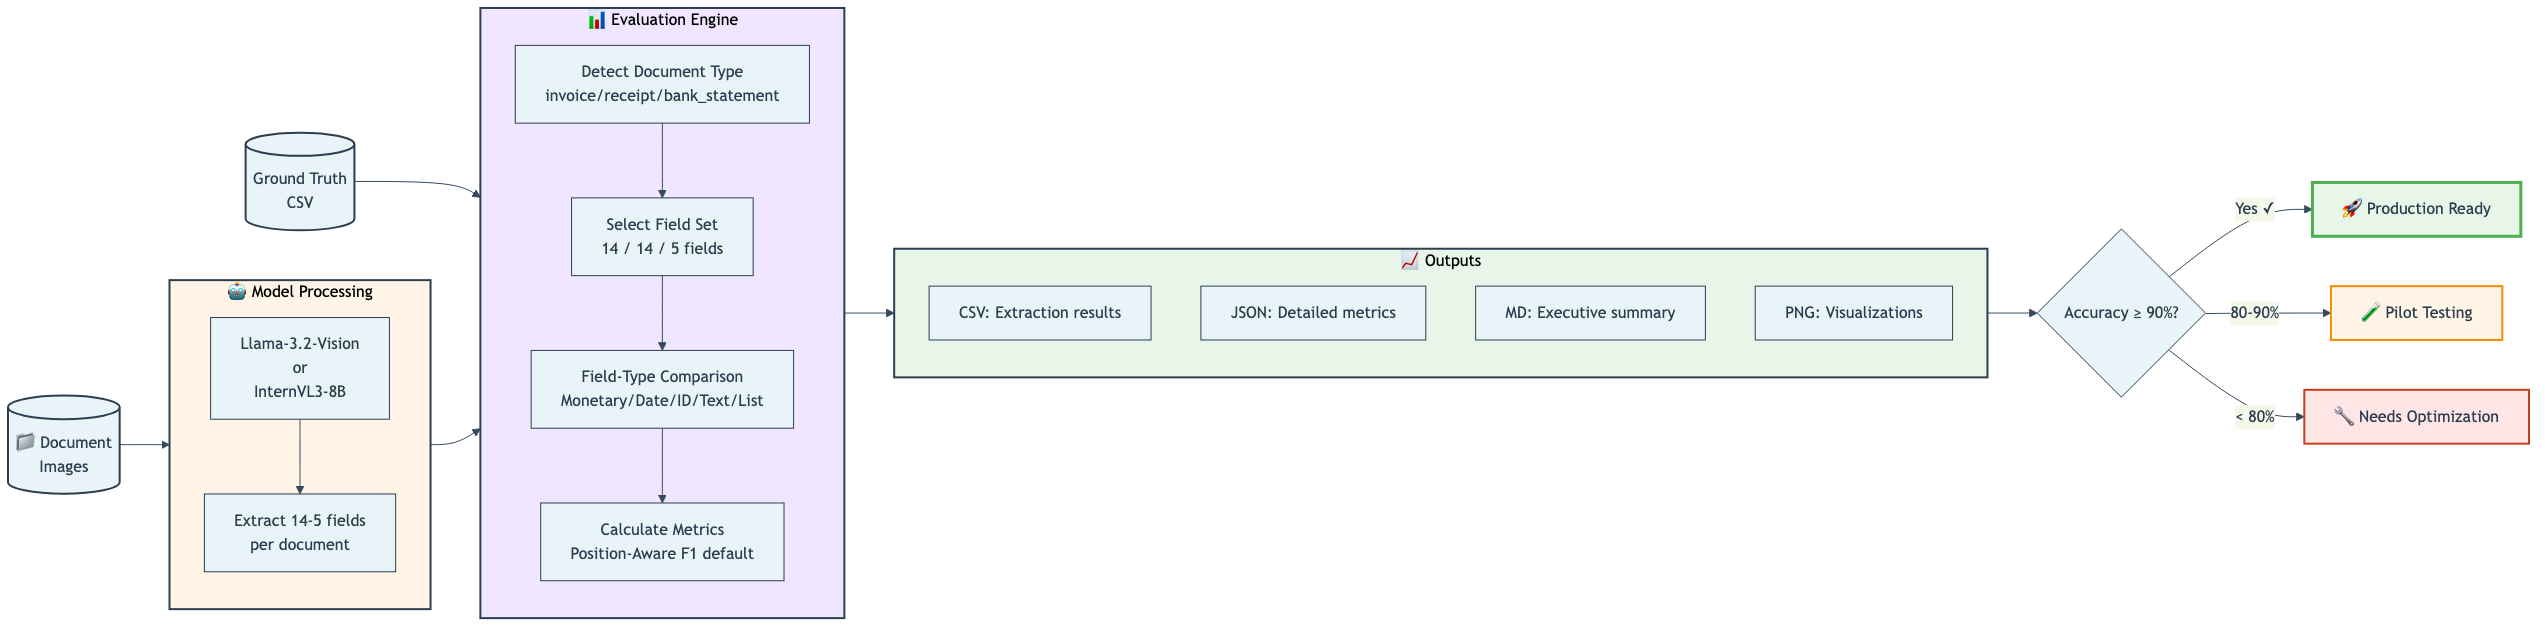 📁 Document
Images
Ground Truth
CSV
🤖 Model Processing
Llama-3.2-Vision
or
InternVL3-8B
Extract 14-5 fields
per document
📊 Evaluation Engine
Detect Document Type
invoice/receipt/bank_statement
Select Field Set
14 / 14 / 5 fields
Field-Type Comparison
Monetary/Date/ID/Text/List
Calculate Metrics
Position-Aware F1 default
📈 Outputs
CSV: Extraction results
JSON: Detailed metrics
MD: Executive summary
PNG: Visualizations
Accuracy ≥ 90%?
Yes ✓
80-90%
< 80%
🚀 Production Ready
🧪 Pilot Testing
🔧 Needs Optimization